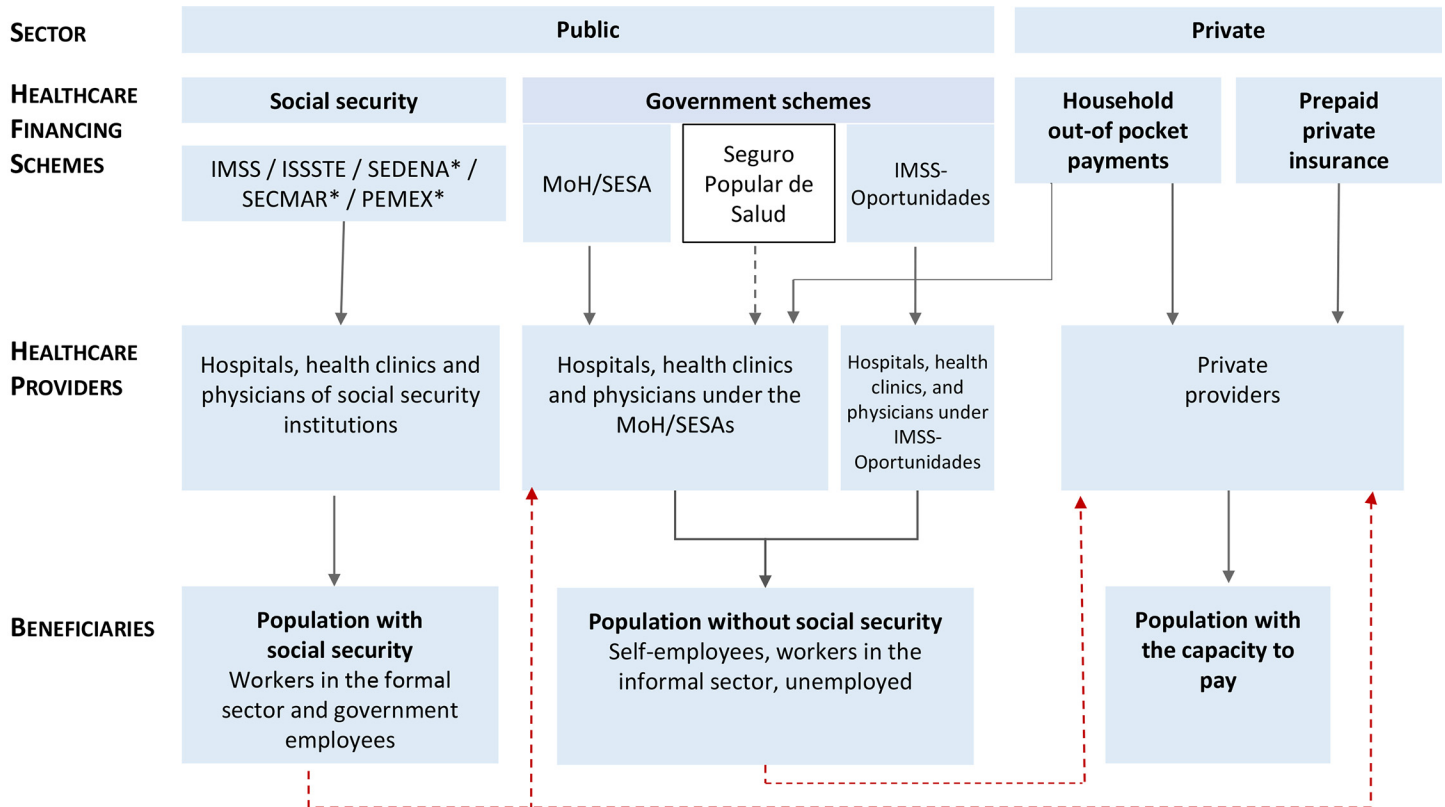 SECTOR
Public
Private
HEALTHCARE
FINANCING
SCHEMES
Social security
IMSS / ISSSTE / SEDENA* /
SECMAR* / PEMEX*
Government schemes
MoH/SESA
Seguro
Popular de
Salud
IMSS-
Oportunidades
Household
out-of pocket
payments
Prepaid
private
insurance
HEALTHCARE
PROVIDERS
Hospitals, health clinics and
physicians of social security
institutions
Hospitals, health clinics
and physicians under the
MoH/SESAs
Hospitals, health
clinics, and
physicians under
IMSS-
Oportunidades
Private
providers
BENEFICIARIES
Population with
social security
Workers in the formal
sector and government
employees
Population without social security
Self-employees, workers in the
informal sector, unemployed
Population with
the capacity to
pay